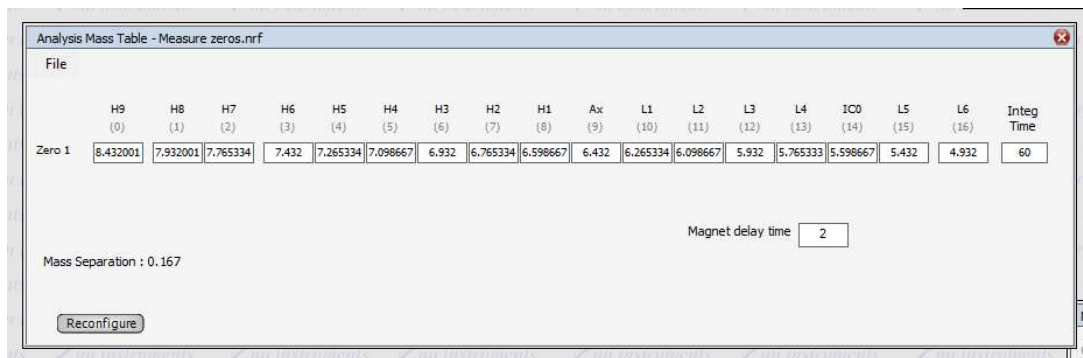 Analysis Mass Table - Measure zeros.nrf
File
H9 H8 H7 H6 H5 H4 H3 H2 H1 Ax L1 L2 L3 L4 IC0 L5 L6 Integ Time
(0) (1) (2) (3) (4) (5) (6) (7) (8) (9) (10) (11) (12) (13) (14) (15) (16)
Zero 1 8.432001 7.932001 7.765334 7.432 7.265334 7.098667 6.932 6.765334 6.598667 6.432 6.265334 6.098667 5.932 5.765333 5.598667 5.432 4.932 60
Magnet delay time 2
Mass Separation : 0.167
Reconfigure